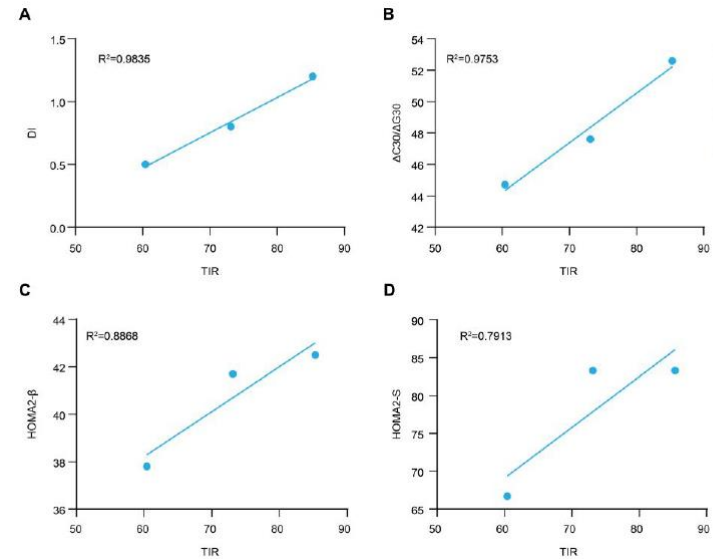 A
R²=0.9835
1.5
1.0
0.5
0.0
DI
50 60 70 80 90
TIR
B
R²=0.9753
54
52
50
48
46
44
42
ΔC30/ΔG30
50 60 70 80 90
TIR
C
R²=0.8868
44
42
40
38
36
HOMA2-β
50 60 70 80 90
TIR
D
R²=0.7913
90
85
80
75
70
65
HOMA2-S
50 60 70 80 90
TIR